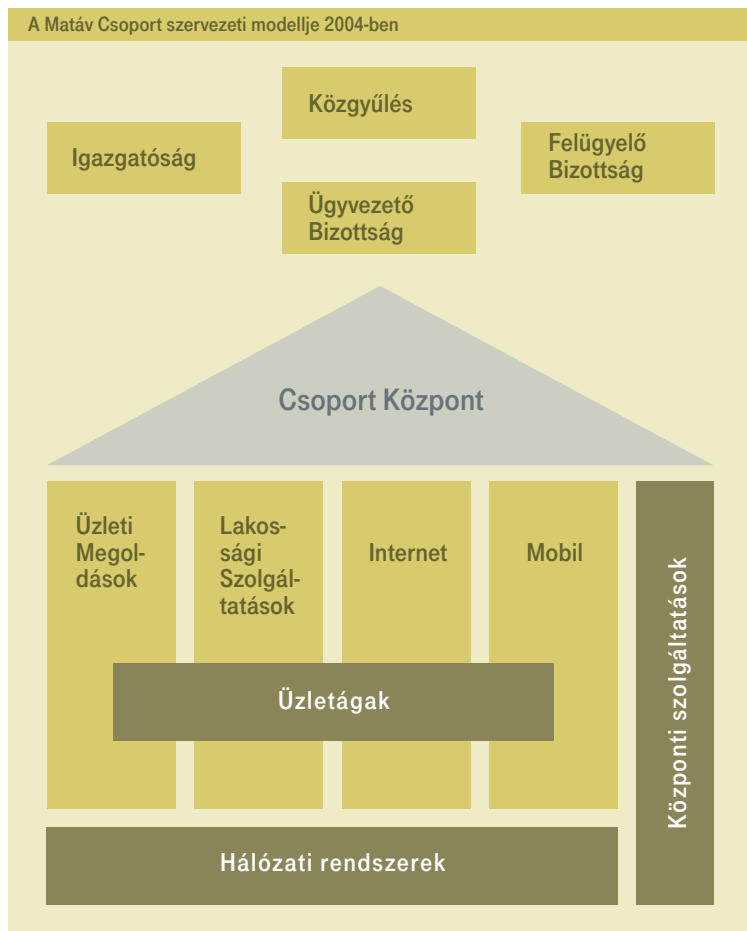 A Matáv Csoport szervezeti modellje 2004-ben
Közgyűlés
Igazgatóság
Felügyelő
Bizottság
Ügyvezető
Bizottság
Csoport Központ
Üzleti
Megol-
dások
Lakos-
sági
Szolgál-
tatások
Internet
Mobil
Üzletágak
Központi szolgáltatások
Hálózati rendszerek